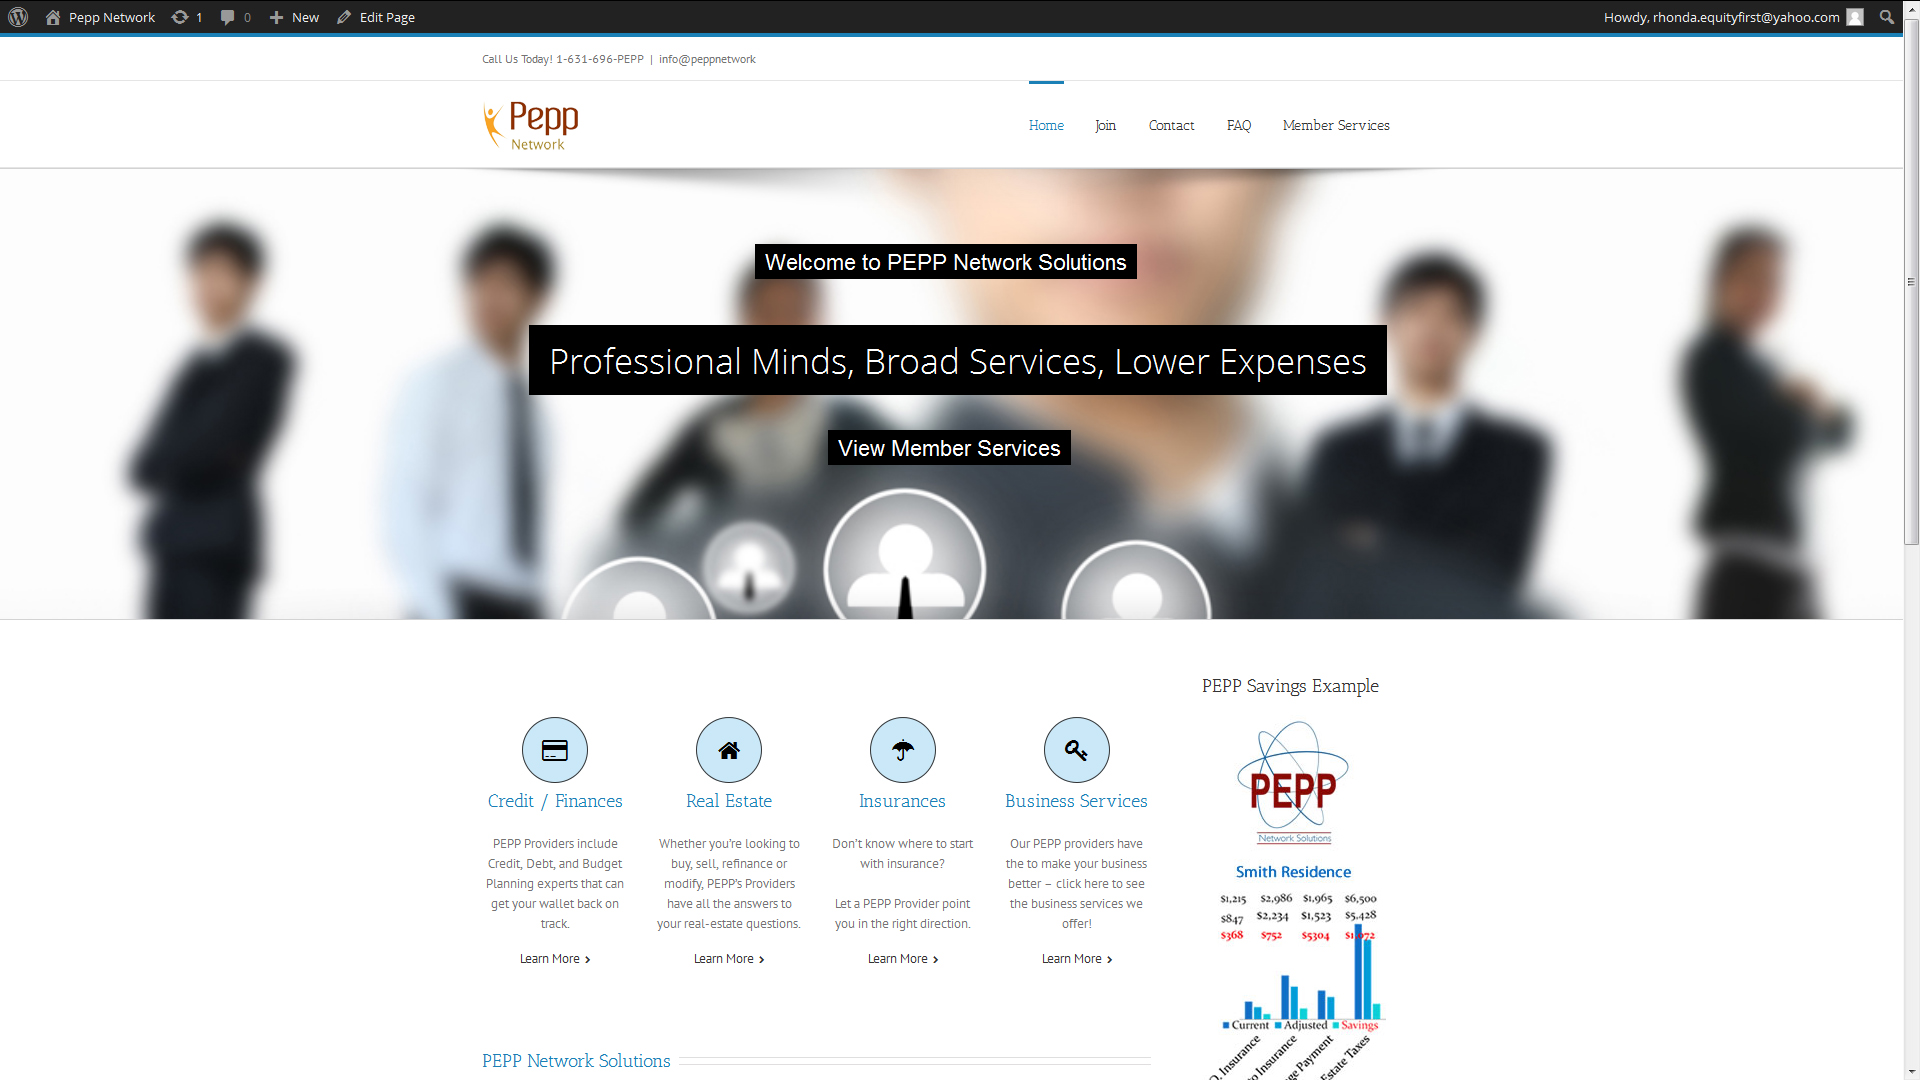 Pepp Network 1 0 New Edit Page Howdy, rhonda.equityfirst@yahoo.com
Call Us Today! 1-631-696-PEPP | info@peppnetwork
Pepp
Network
Home Join Contact FAQ Member Services
Welcome to PEPP Network Solutions
Professional Minds, Broad Services, Lower Expenses
View Member Services
Credit / Finances
PEPP Providers include
Credit, Debt, and Budget
Planning experts that can
get your wallet back on
track.
Learn More
Real Estate
Whether you're looking to
buy, sell, refinance or
modify, PEPP's Providers
have all the answers to
your real-estate questions.
Learn More
Insurances
Don't know where to start
with insurance?
Let a PEPP Provider point
you in the right direction.
Learn More
Business Services
Our PEPP providers have
the to make your business
better – click here to see
the business services we
offer!
Learn More
PEPP Savings Example
PEPP
Network Solutions
Smith Residence
$1,215 $2,986 $1,965 $6,500
$847 $2,234 $1,523 $5,428
$368 $752 $5304
Current Adjusted Savings
Insurance
Insurance
Payment
Estate Taxes
PEPP Network Solutions